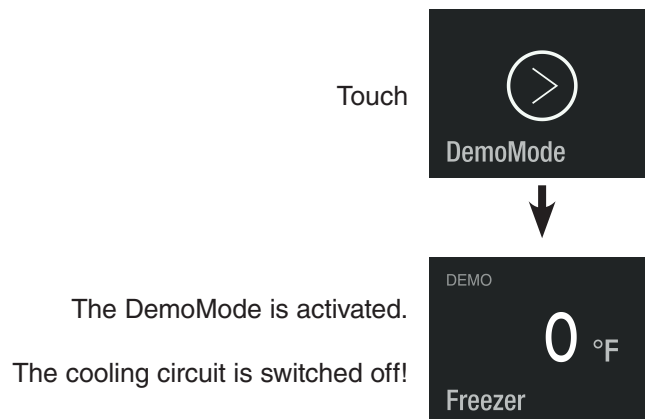 Touch
DemoMode
DEMO
The DemoMode is activated.
0 °F
The cooling circuit is switched off!
Freezer